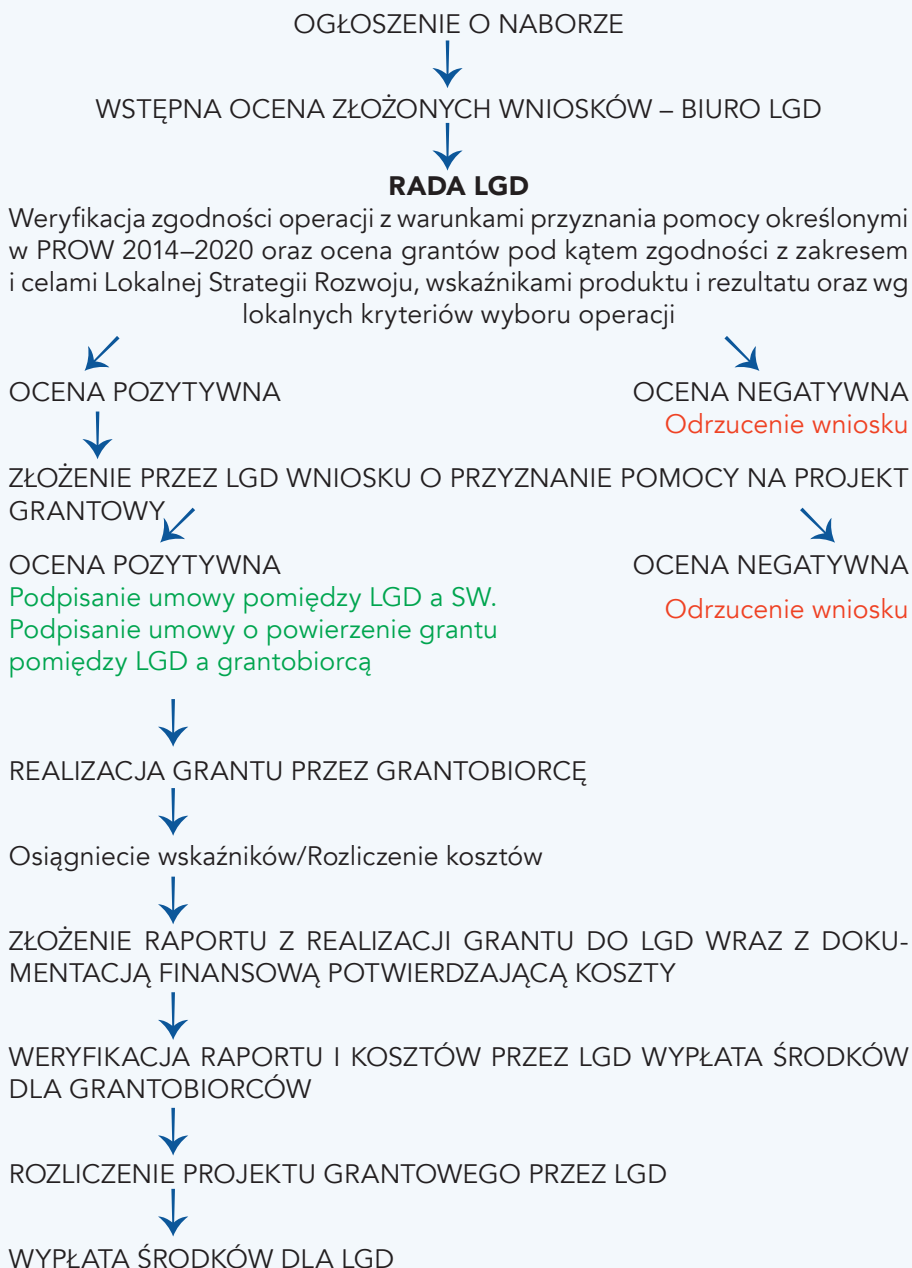 OGŁOSZENIE O NABORZE
WSTĘPNA OCENA ZŁOŻONYCH WNIOSKÓW – BIURO LGD
RADA LGD
Weryfikacja zgodności operacji z warunkami przyznania pomocy określonymi
w PROW 2014–2020 oraz ocena grantów pod kątem zgodności z zakresem
i celami Lokalnej Strategii Rozwoju, wskaźnikami produktu i rezultatu oraz wg
lokalnych kryteriów wyboru operacji
OCENA POZYTYWNA
OCENA NEGATYWNA
Odrzucenie wniosku
ZŁOŻENIE PRZEZ LGD WNIOSKU O PRZYZNANIE POMOCY NA PROJEKT
GRANTOWY
OCENA POZYTYWNA
Podpisanie umowy pomiędzy LGD a SW.
Podpisanie umowy o powierzenie grantu
pomiędzy LGD a grantobiorcą
OCENA NEGATYWNA
Odrzucenie wniosku
REALIZACJA GRANTU PRZEZ GRANTOBIORCĘ
Osiągniecie wskaźników/Rozliczenie kosztów
ZŁOŻENIE RAPORTU Z REALIZACJI GRANTU DO LGD WRAZ Z DOKU-
MENTACJĄ FINANSOWĄ POTWIERDZAJĄCĄ KOSZTY
WERYFIKACJA RAPORTU I KOSZTÓW PRZEZ LGD WYPŁATA ŚRODKÓW
DLA GRANTOBIORCÓW
ROZLICZENIE PROJEKTU GRANTOWEGO PRZEZ LGD
WYPŁATA ŚRODKÓW DLA LGD